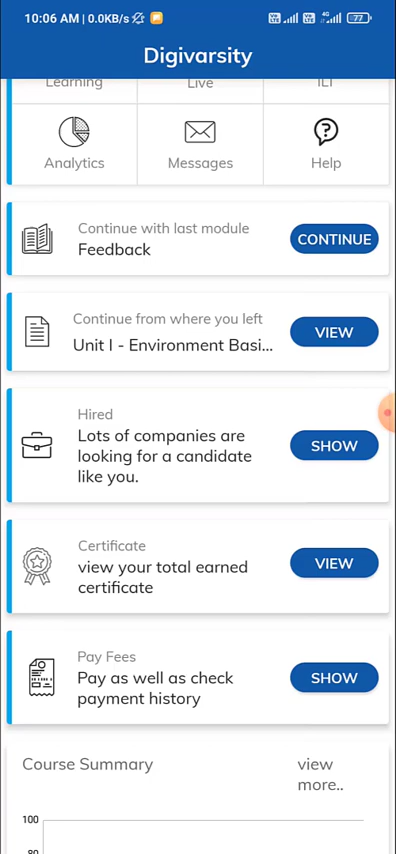 10:06 AM | 0.0KB/s
Vo) 4G 77
Digivarsity
Learning Live ILT
Analytics Messages Help
Continue with last module
Feedback
CONTINUE
Continue from where you left
Unit I - Environment Basi...
VIEW
Hired
Lots of companies are
looking for a candidate
like you.
SHOW
Certificate
view your total earned
certificate
VIEW
Pay Fees
Pay as well as check
payment history
SHOW
Course Summary
view
more..
100
80